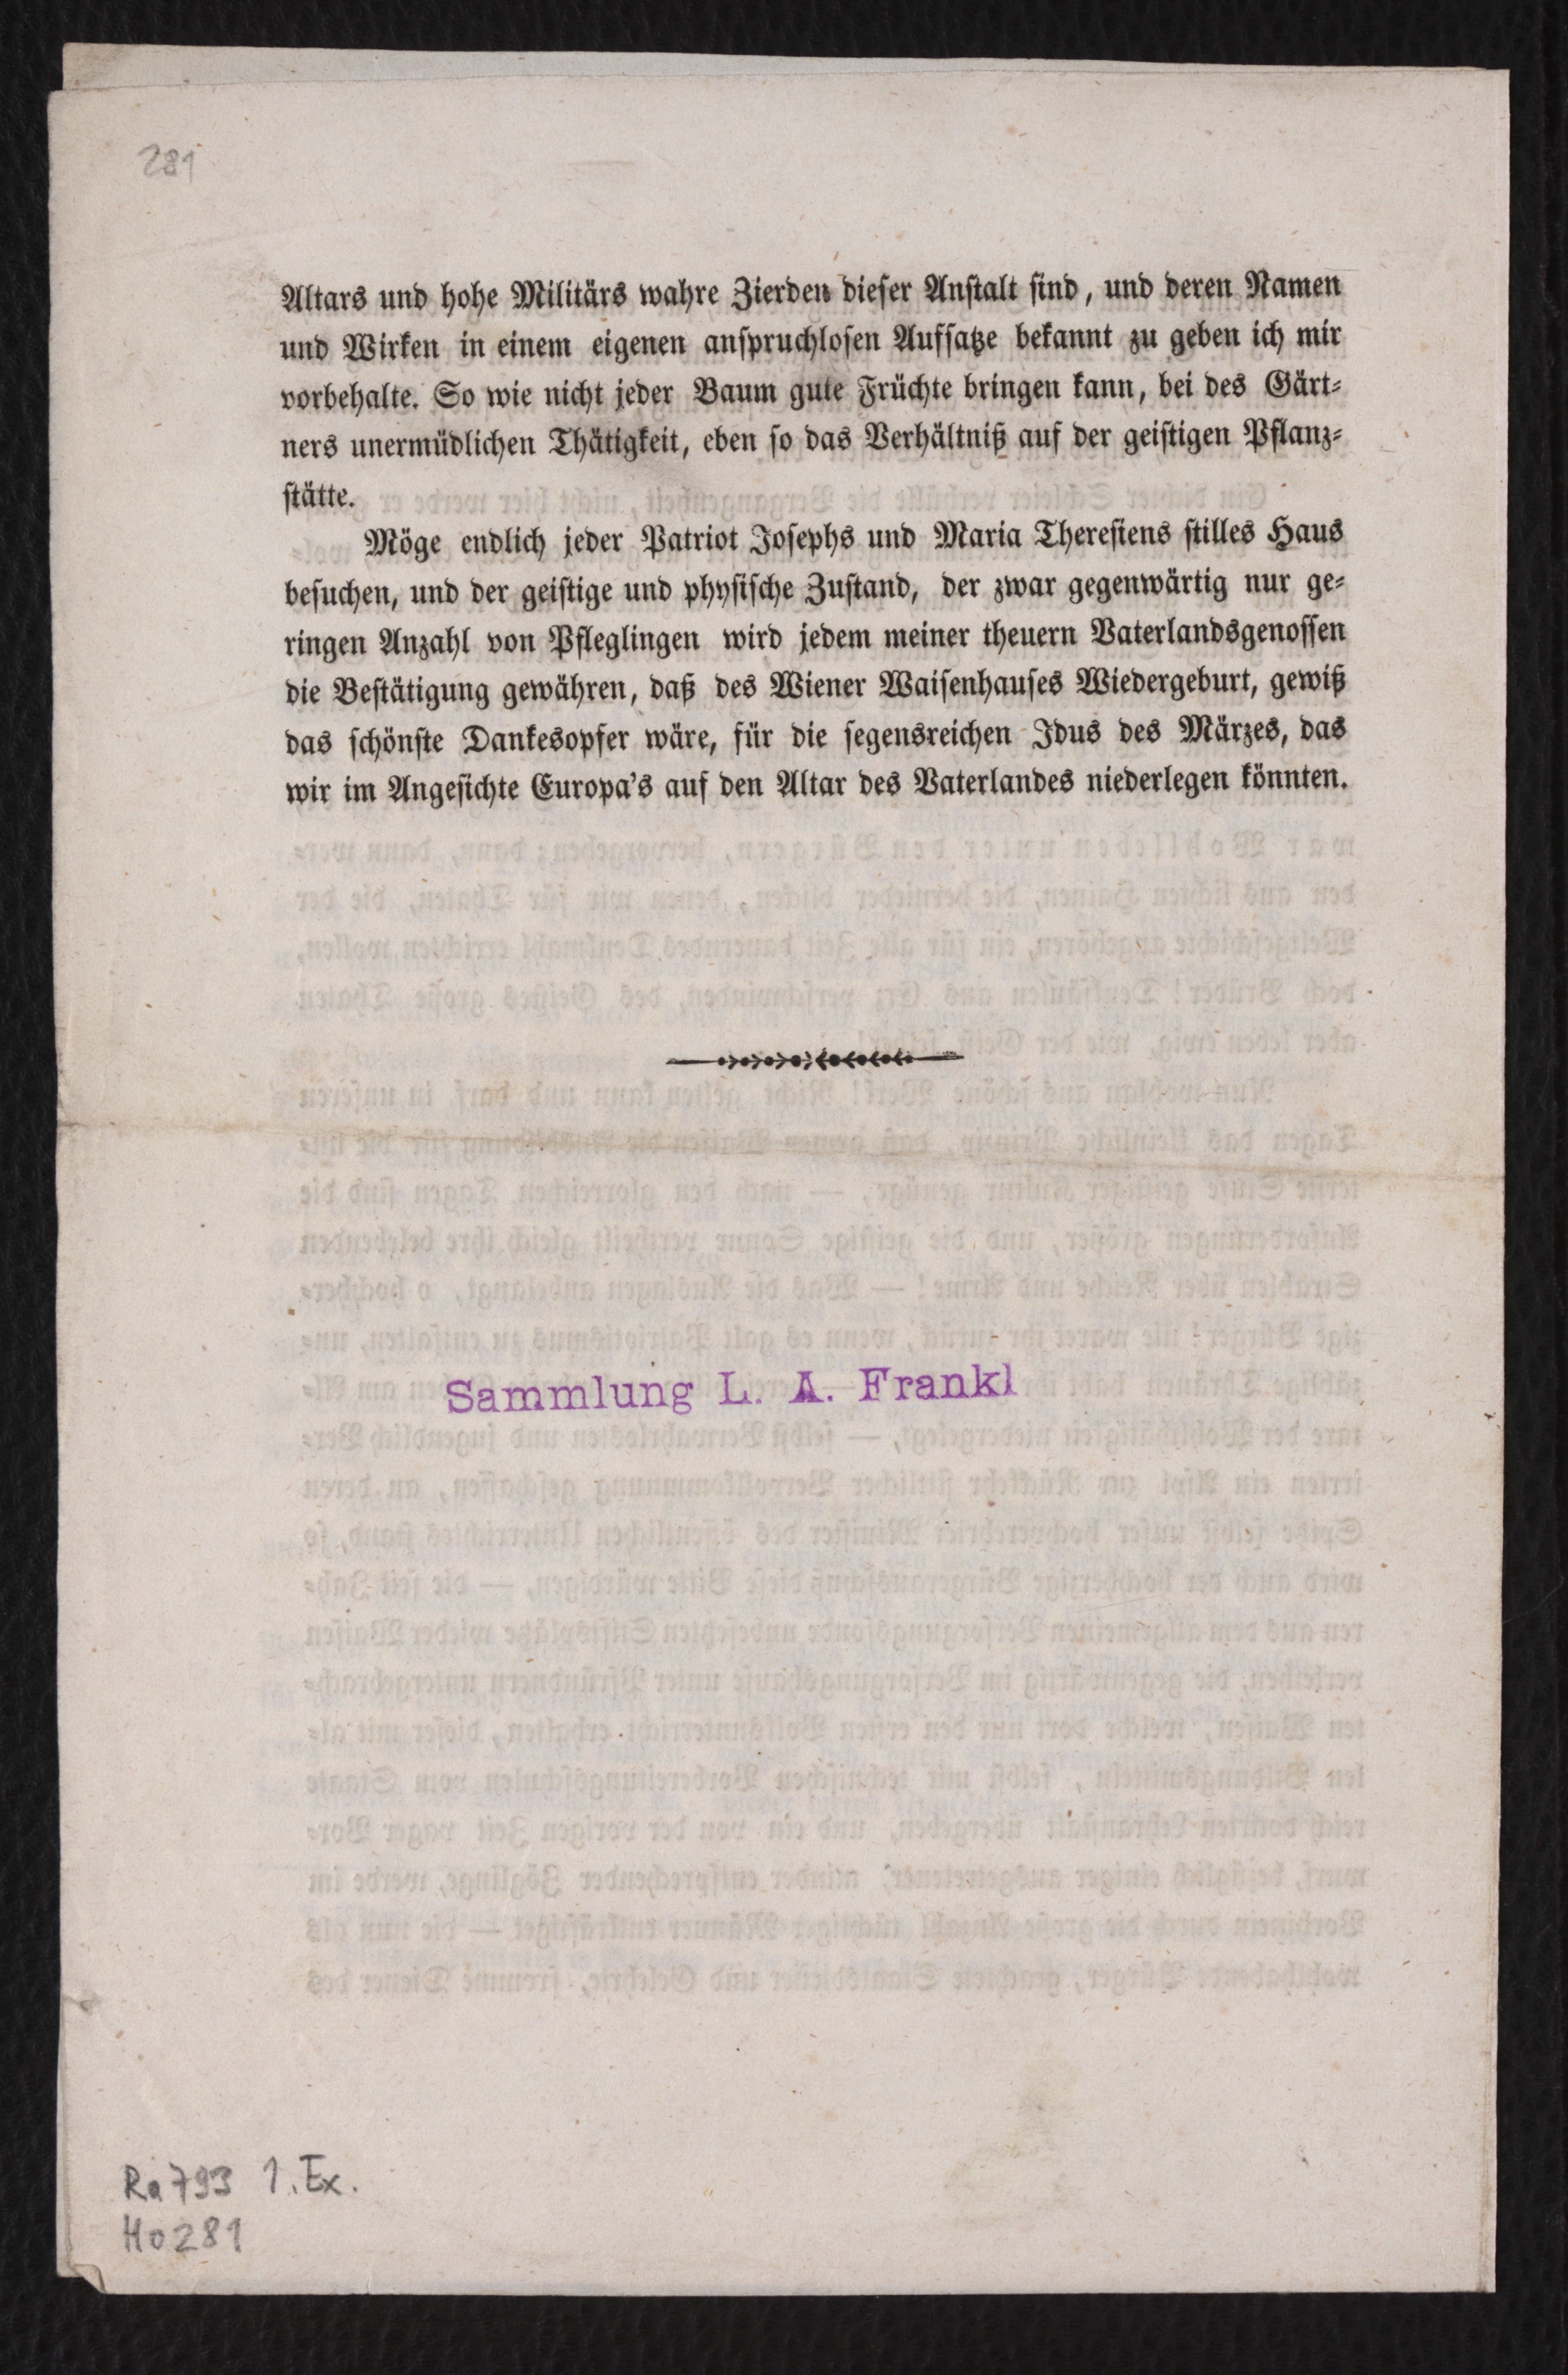 281
Altars und hohe Militärs wahre Zierden dieser Anstalt sind, und deren Namen
und Wirken in einem eigenen anspruchlosen Aufsatze bekannt zu geben ich mir
vorbehalte. So wie nicht jeder Baum gute Früchte bringen kann, bei des Gärt-
ners unermüdlichen Thätigkeit, eben so das Verhältniß auf der geistigen Pflanz-
stätte.
Möge endlich jeder Patriot Josephs und Maria Theresiens stilles Haus
besuchen, und der geistige und physische Zustand, der zwar gegenwärtig nur ge-
ringen Anzahl von Pfleglingen wird jedem meiner theuern Vaterlandsgenossen
die Bestätigung gewähren, daß des Wiener Waisenhauses Wiedergeburt, gewiß
das schönste Dankesopfer wäre, für die segensreichen Idus des Märzes, das
wir im Angesichte Europa's auf den Altar des Vaterlandes niederlegen könnten.
Sammlung L. A. Frankl
Ra 793 1. Ex.
Ho 281